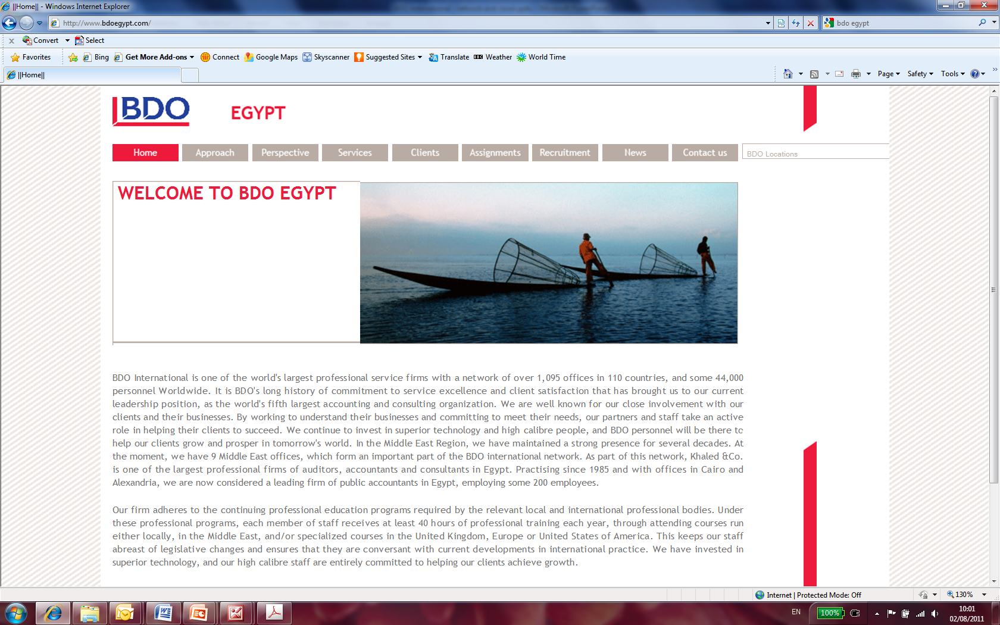 ||Home|| - Windows Internet Explorer
http://www.bdoegypt.com/
bdo egypt
x Convert Select
Favorites Bing Get More Add-ons Connect Google Maps Skyscanner Suggested Sites Translate BBC Weather World Time
||Home||
Page Safety Tools
BDO EGYPT
Home Approach Perspective Services Clients Assignments Recruitment News Contact us BDO Locations
WELCOME TO BDO EGYPT
BDO International is one of the world's largest professional service firms with a network of over 1,095 offices in 110 countries, and some 44,000
personnel Worldwide. It is BDO's long history of commitment to service excellence and client satisfaction that has brought us to our current
leadership position, as the world's fifth largest accounting and consulting organization. We are well known for our close involvement with our
clients and their businesses. By working to understand their businesses and committing to meet their needs, our partners and staff take an active
role in helping their clients to succeed. We continue to invest in superior technology and high calibre people, and BDO personnel will be there to
help our clients grow and prosper in tomorrow's world. In the Middle East Region, we have maintained a strong presence for several decades. At
the moment, we have 9 Middle East offices, which form an important part of the BDO international network. As part of this network, Khaled &Co.
is one of the largest professional firms of auditors, accountants and consultants in Egypt. Practising since 1985 and with offices in Cairo and
Alexandria, we are now considered a leading firm of public accountants in Egypt, employing some 200 employees.
Our firm adheres to the continuing professional education programs required by the relevant local and international professional bodies. Under
these professional programs, each member of staff receives at least 40 hours of professional training each year, through attending courses run
either locally, in the Middle East, and/or specialized courses in the United Kingdom, Europe or United States of America. This keeps our staff
abreast of legislative changes and ensures that they are conversant with current developments in international practice. We have invested in
superior technology, and our high calibre staff are entirely committed to helping our clients achieve growth.
Internet | Protected Mode: Off
130%
EN
100%
10:01
02/08/2011